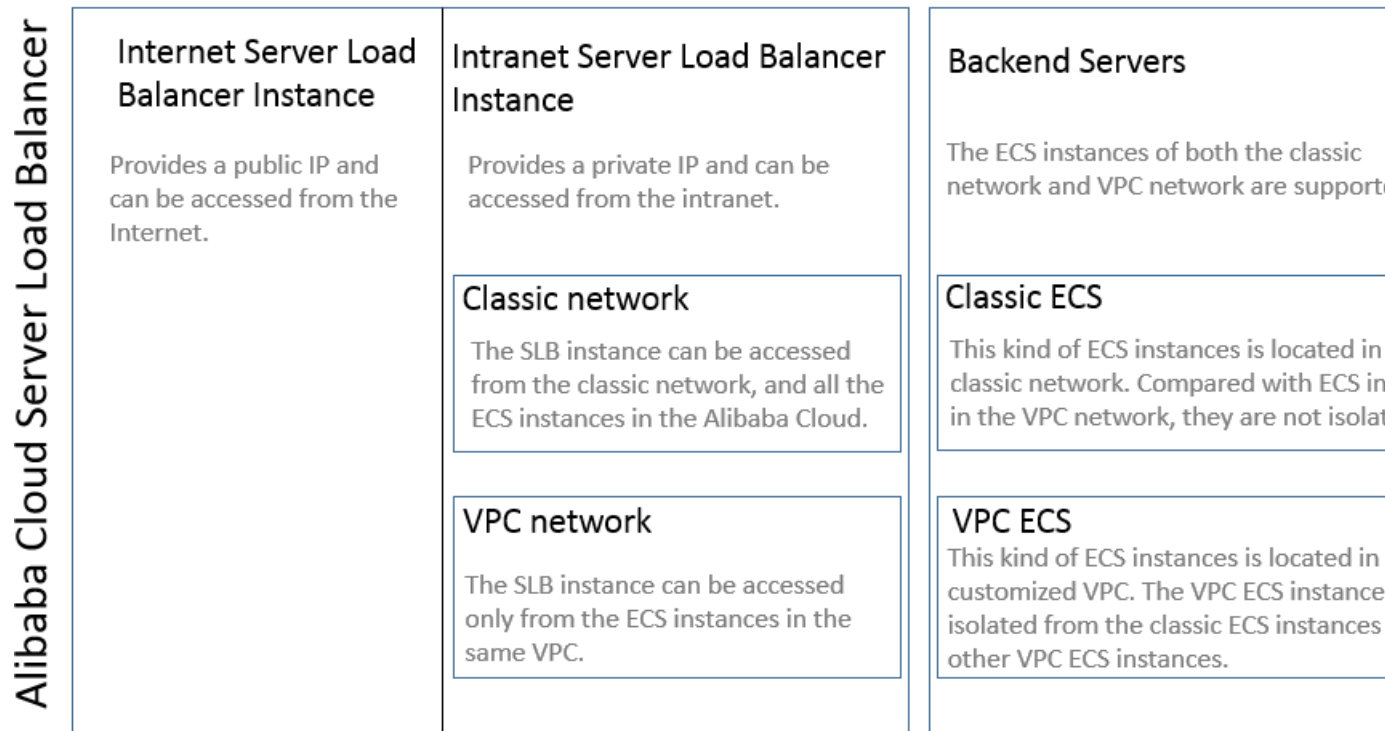 Alibaba Cloud Server Load Balancer
Internet Server Load
Balancer Instance
Provides a public IP and
can be accessed from the
Internet.
Intranet Server Load Balancer
Instance
Provides a private IP and can be
accessed from the intranet.
Classic network
The SLB instance can be accessed
from the classic network, and all the
ECS instances in the Alibaba Cloud.
VPC network
The SLB instance can be accessed
only from the ECS instances in the
same VPC.
Backend Servers
The ECS instances of both the classic
network and VPC network are
Classic ECS
This kind of ECS instances is located in
classic network. Compared with ECS
in the VPC network, they are not
VPC ECS
This kind of ECS instances is located in
customized VPC. The VPC ECS instance
isolated from the classic ECS instances
other VPC ECS instances.